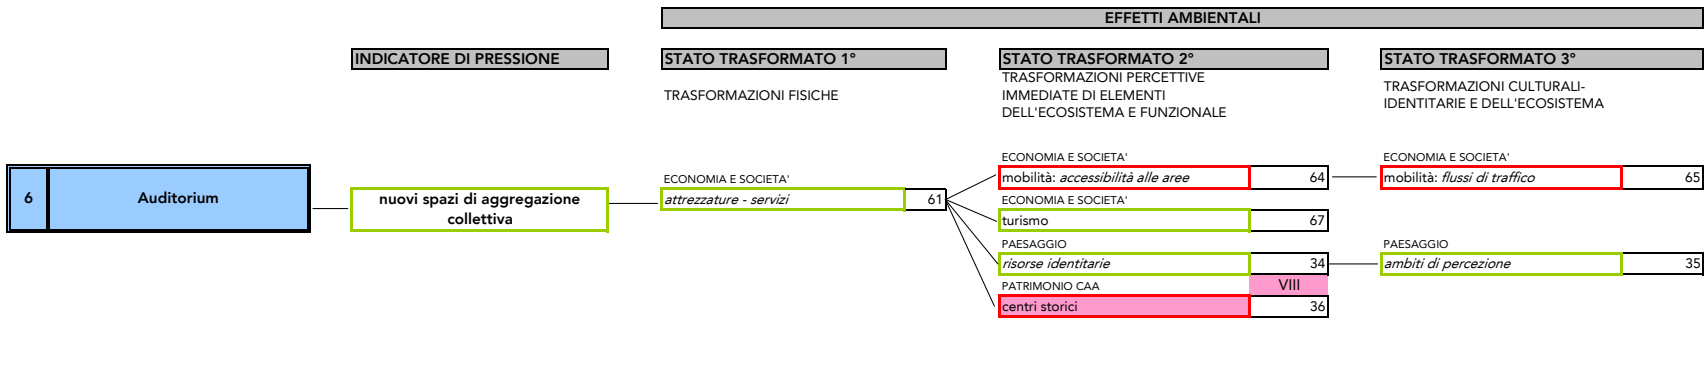 EFFETTI AMBIENTALI
INDICATORE DI PRESSIONE
STATO TRASFORMATO 1°
STATO TRASFORMATO 2°
STATO TRASFORMATO 3°
TRASFORMAZIONI FISICHE
TRASFORMAZIONI PERCETTIVE
IMMEDIATE DI ELEMENTI
DELL'ECOSISTEMA E FUNZIONALE
TRASFORMAZIONI CULTURALI-
IDENTITARIE E DELL'ECOSISTEMA
6 Auditorium
nuovi spazi di aggregazione
collettiva
ECONOMIA E SOCIETA'
attrezzature - servizi 61
ECONOMIA E SOCIETA'
mobilità: accessibilità alle aree 64
ECONOMIA E SOCIETA'
mobilità: flussi di traffico 65
ECONOMIA E SOCIETA'
turismo 67
PAESAGGIO
risorse identitarie 34
PAESAGGIO
ambiti di percezione 35
PATRIMONIO CAA VIII
centri storici 36